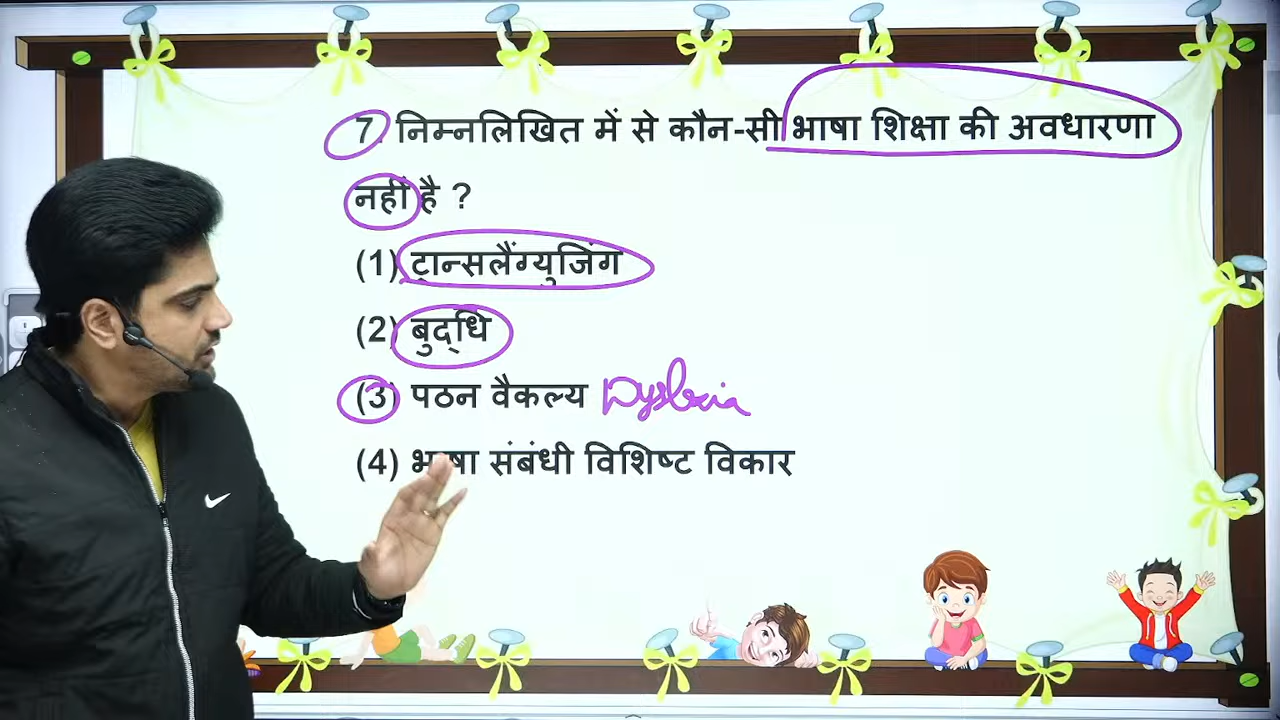 7. निम्नलिखित में से कौन-सी भाषा शिक्षा की अवधारणा
नहीं है ?
(1) ट्रान्सलैंग्युजिंग
(2) बुद्धि
(3) पठन वैकल्य Dyslexia
(4) भाषा संबंधी विशिष्ट विकार